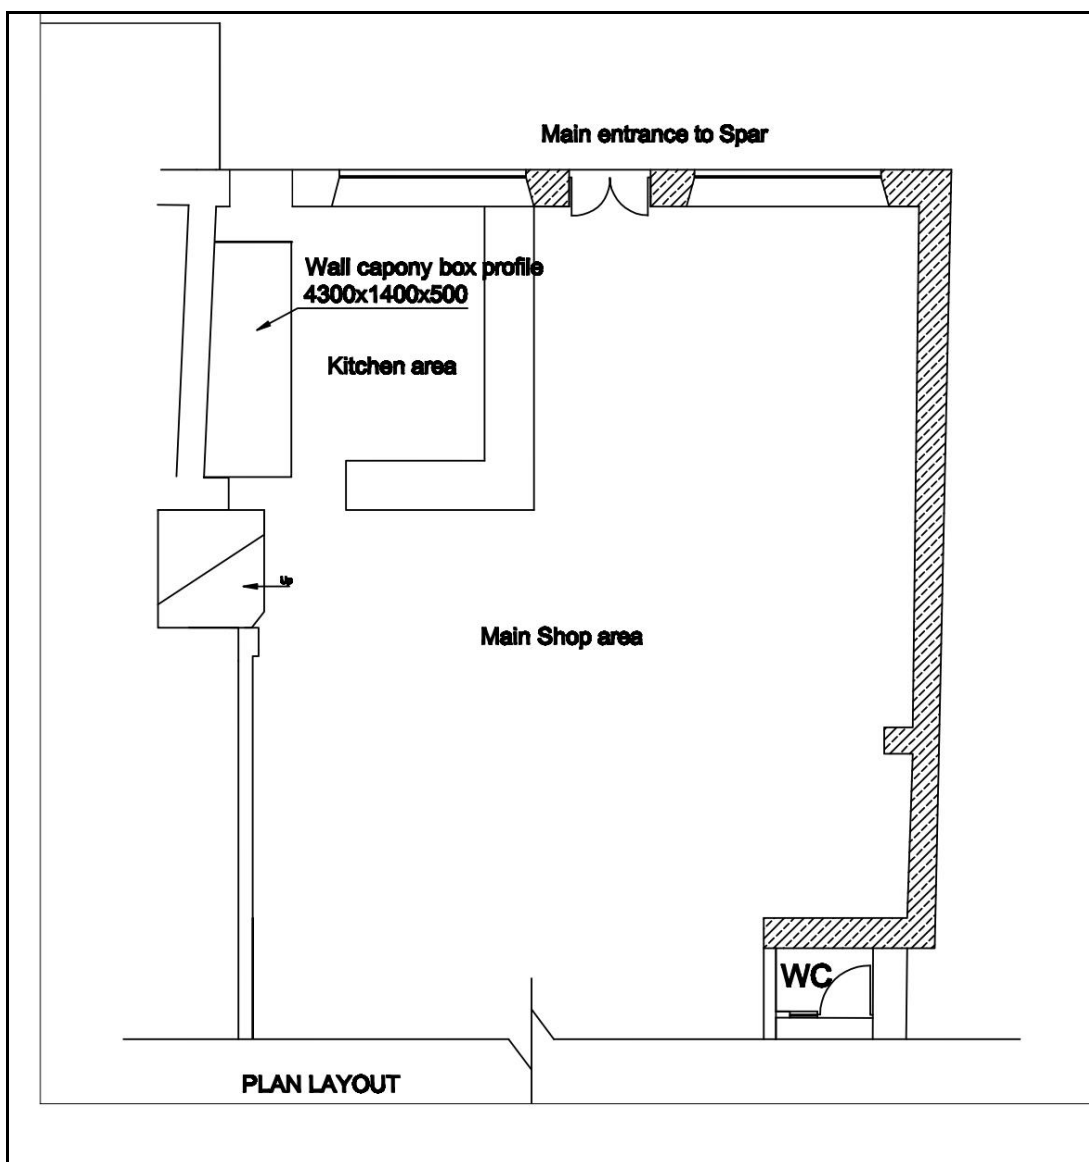 Main entrance to Spar
Wall capony box profile
4300x1400x500
Kitchen area
Up
Main Shop area
WC
PLAN LAYOUT